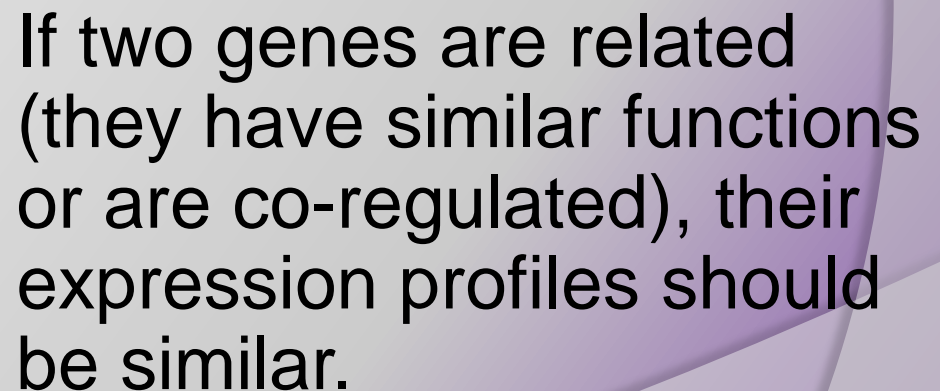 If two genes are related
(they have similar functions
or are co-regulated), their
expression profiles should
be similar.